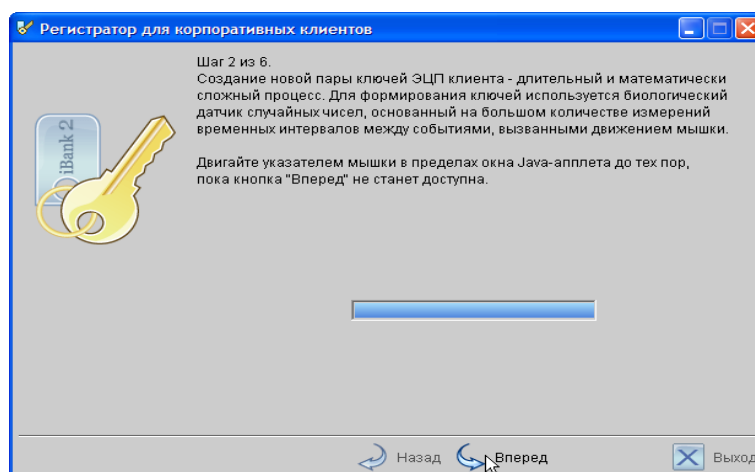 Регистратор для корпоративных клиентов
Шаг 2 из 6.
Создание новой пары ключей ЭЦП клиента - длительный и математически
сложный процесс. Для формирования ключей используется биологический
датчик случайных чисел, основанный на большом количестве измерений
временных интервалов между событиями, вызванными движением мышки.
Двигайте указателем мышки в пределах окна Java-апплета до тех пор,
пока кнопка "Вперед" не станет доступна.
iBank 2
Назад Вперед Выход